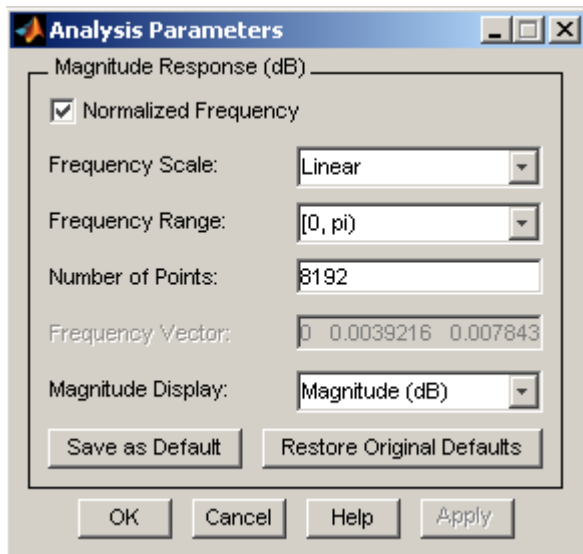 Analysis Parameters
Magnitude Response (dB)
Normalized Frequency
Frequency Scale: Linear
Frequency Range: [0, pi)
Number of Points: 8192
Frequency Vector: 0 0.0039216 0.007843
Magnitude Display: Magnitude (dB)
Save as Default Restore Original Defaults
OK Cancel Help Apply